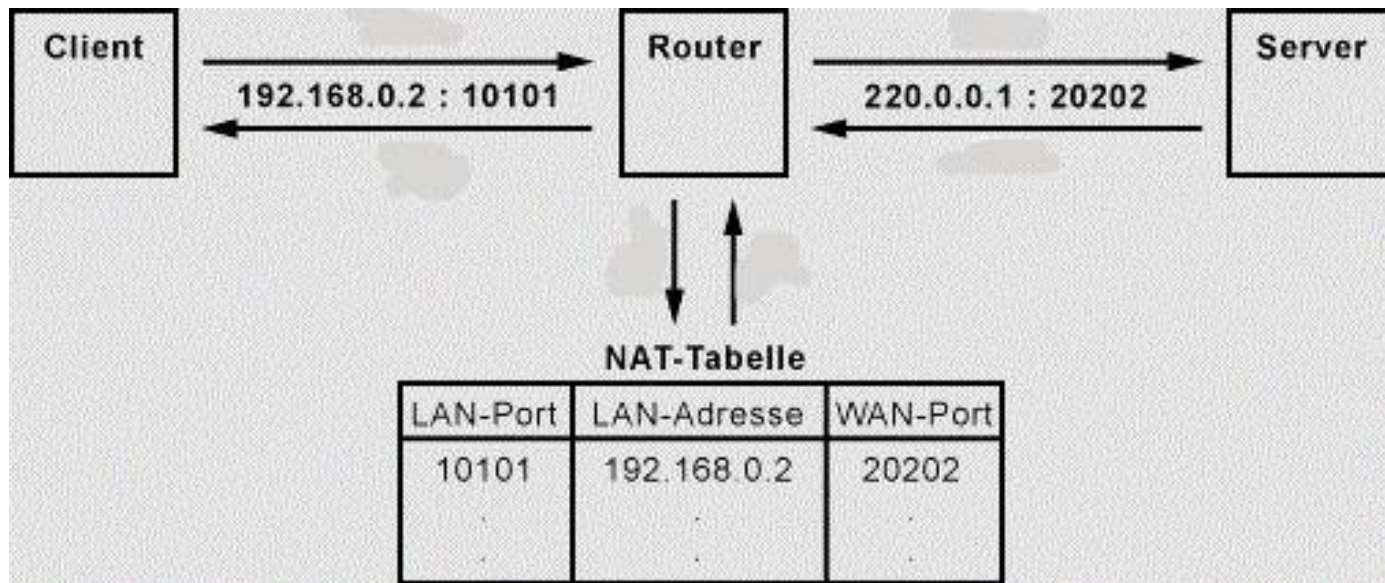 Client
Router
Server
192.168.0.2 : 10101
220.0.0.1 : 20202
NAT-Tabelle
LAN-Port LAN-Adresse WAN-Port
10101 192.168.0.2 20202
. . .
. . .